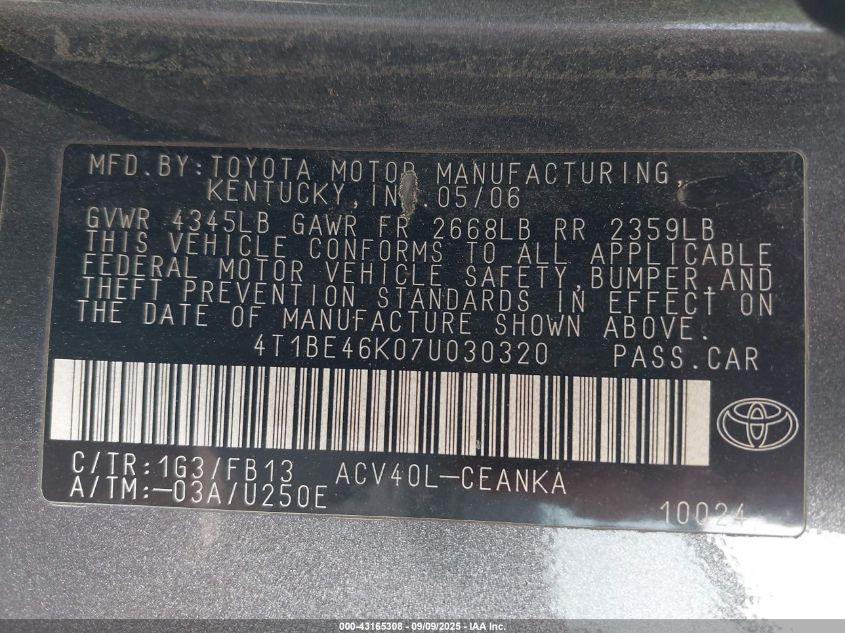 MFD.BY:TOYOTA MOTOR MANUFACTURING,
KENTUCKY,IN 05/06
GVWR 4345LB GAWR FR 2668LB RR 2359LB
THIS VEHICLE CONFORMS TO ALL APPLICABLE
FEDERAL MOTOR VEHICLE SAFETY,BUMPER,AND
THEFT PREVENTION STANDARDS IN EFFECT ON
THE DATE OF MANUFACTURE SHOWN ABOVE.
4T1BE46K07U030320 PASS.CAR
C/TR:1G3/FB13 ACV40L-CEANKA
A/TM:-03A/U250E 10024
000-43165308 - 09/09/2025 - IAA Inc.